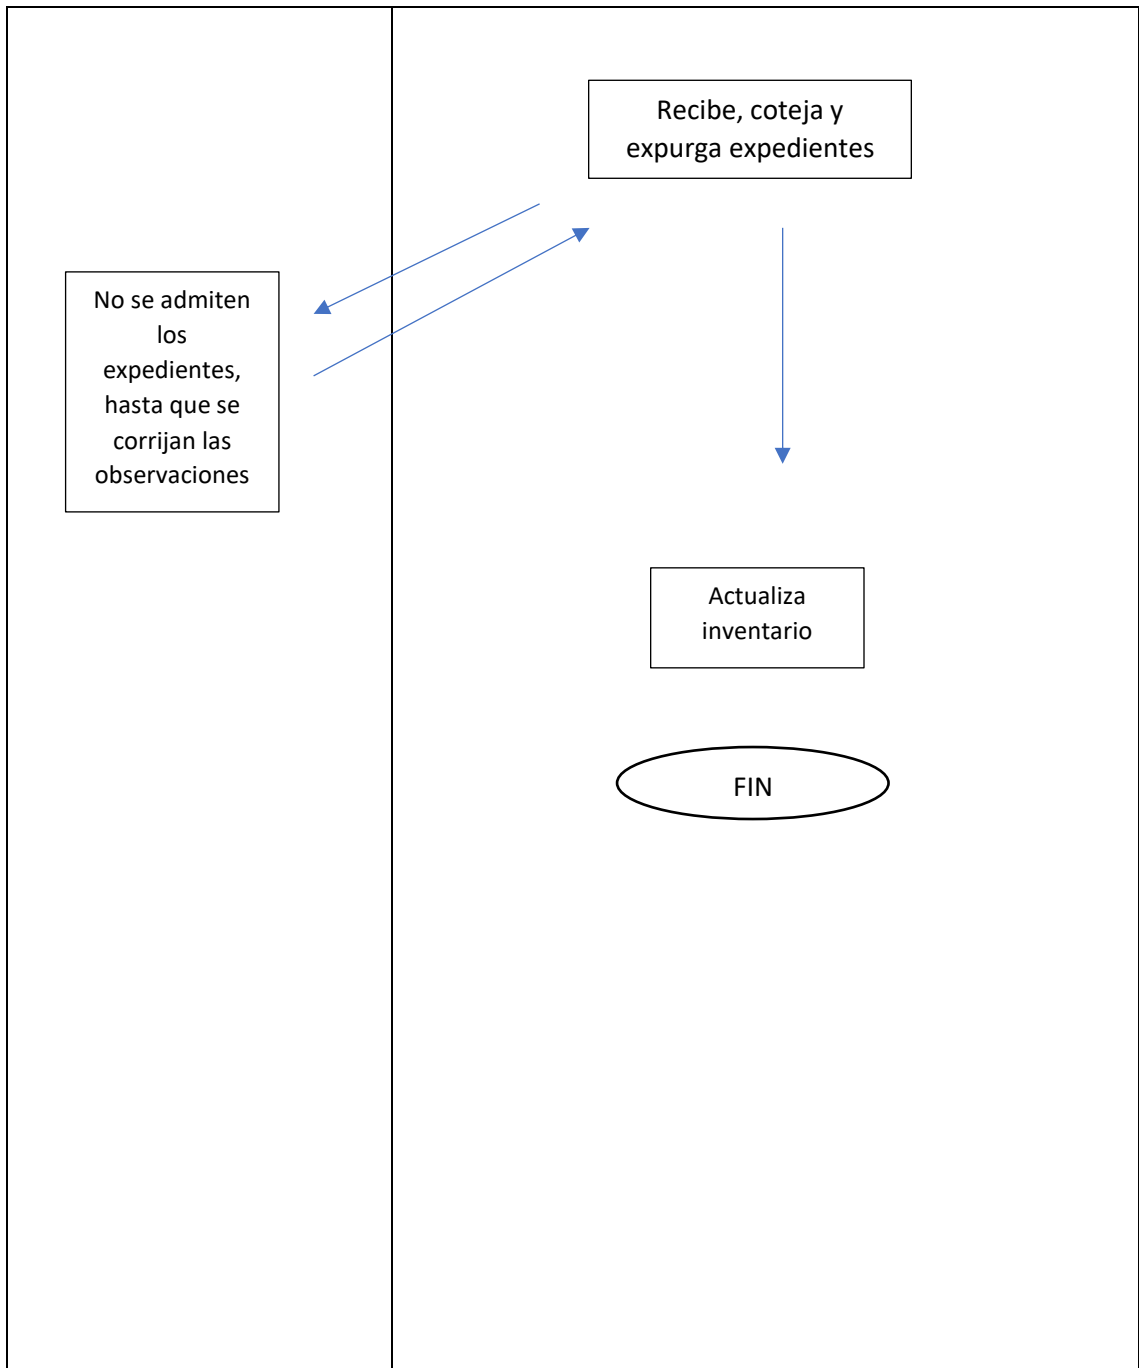 Recibe, coteja y
expurga expedientes
No se admiten
los
expedientes,
hasta que se
corrijan las
observaciones
Actualiza
inventario
FIN